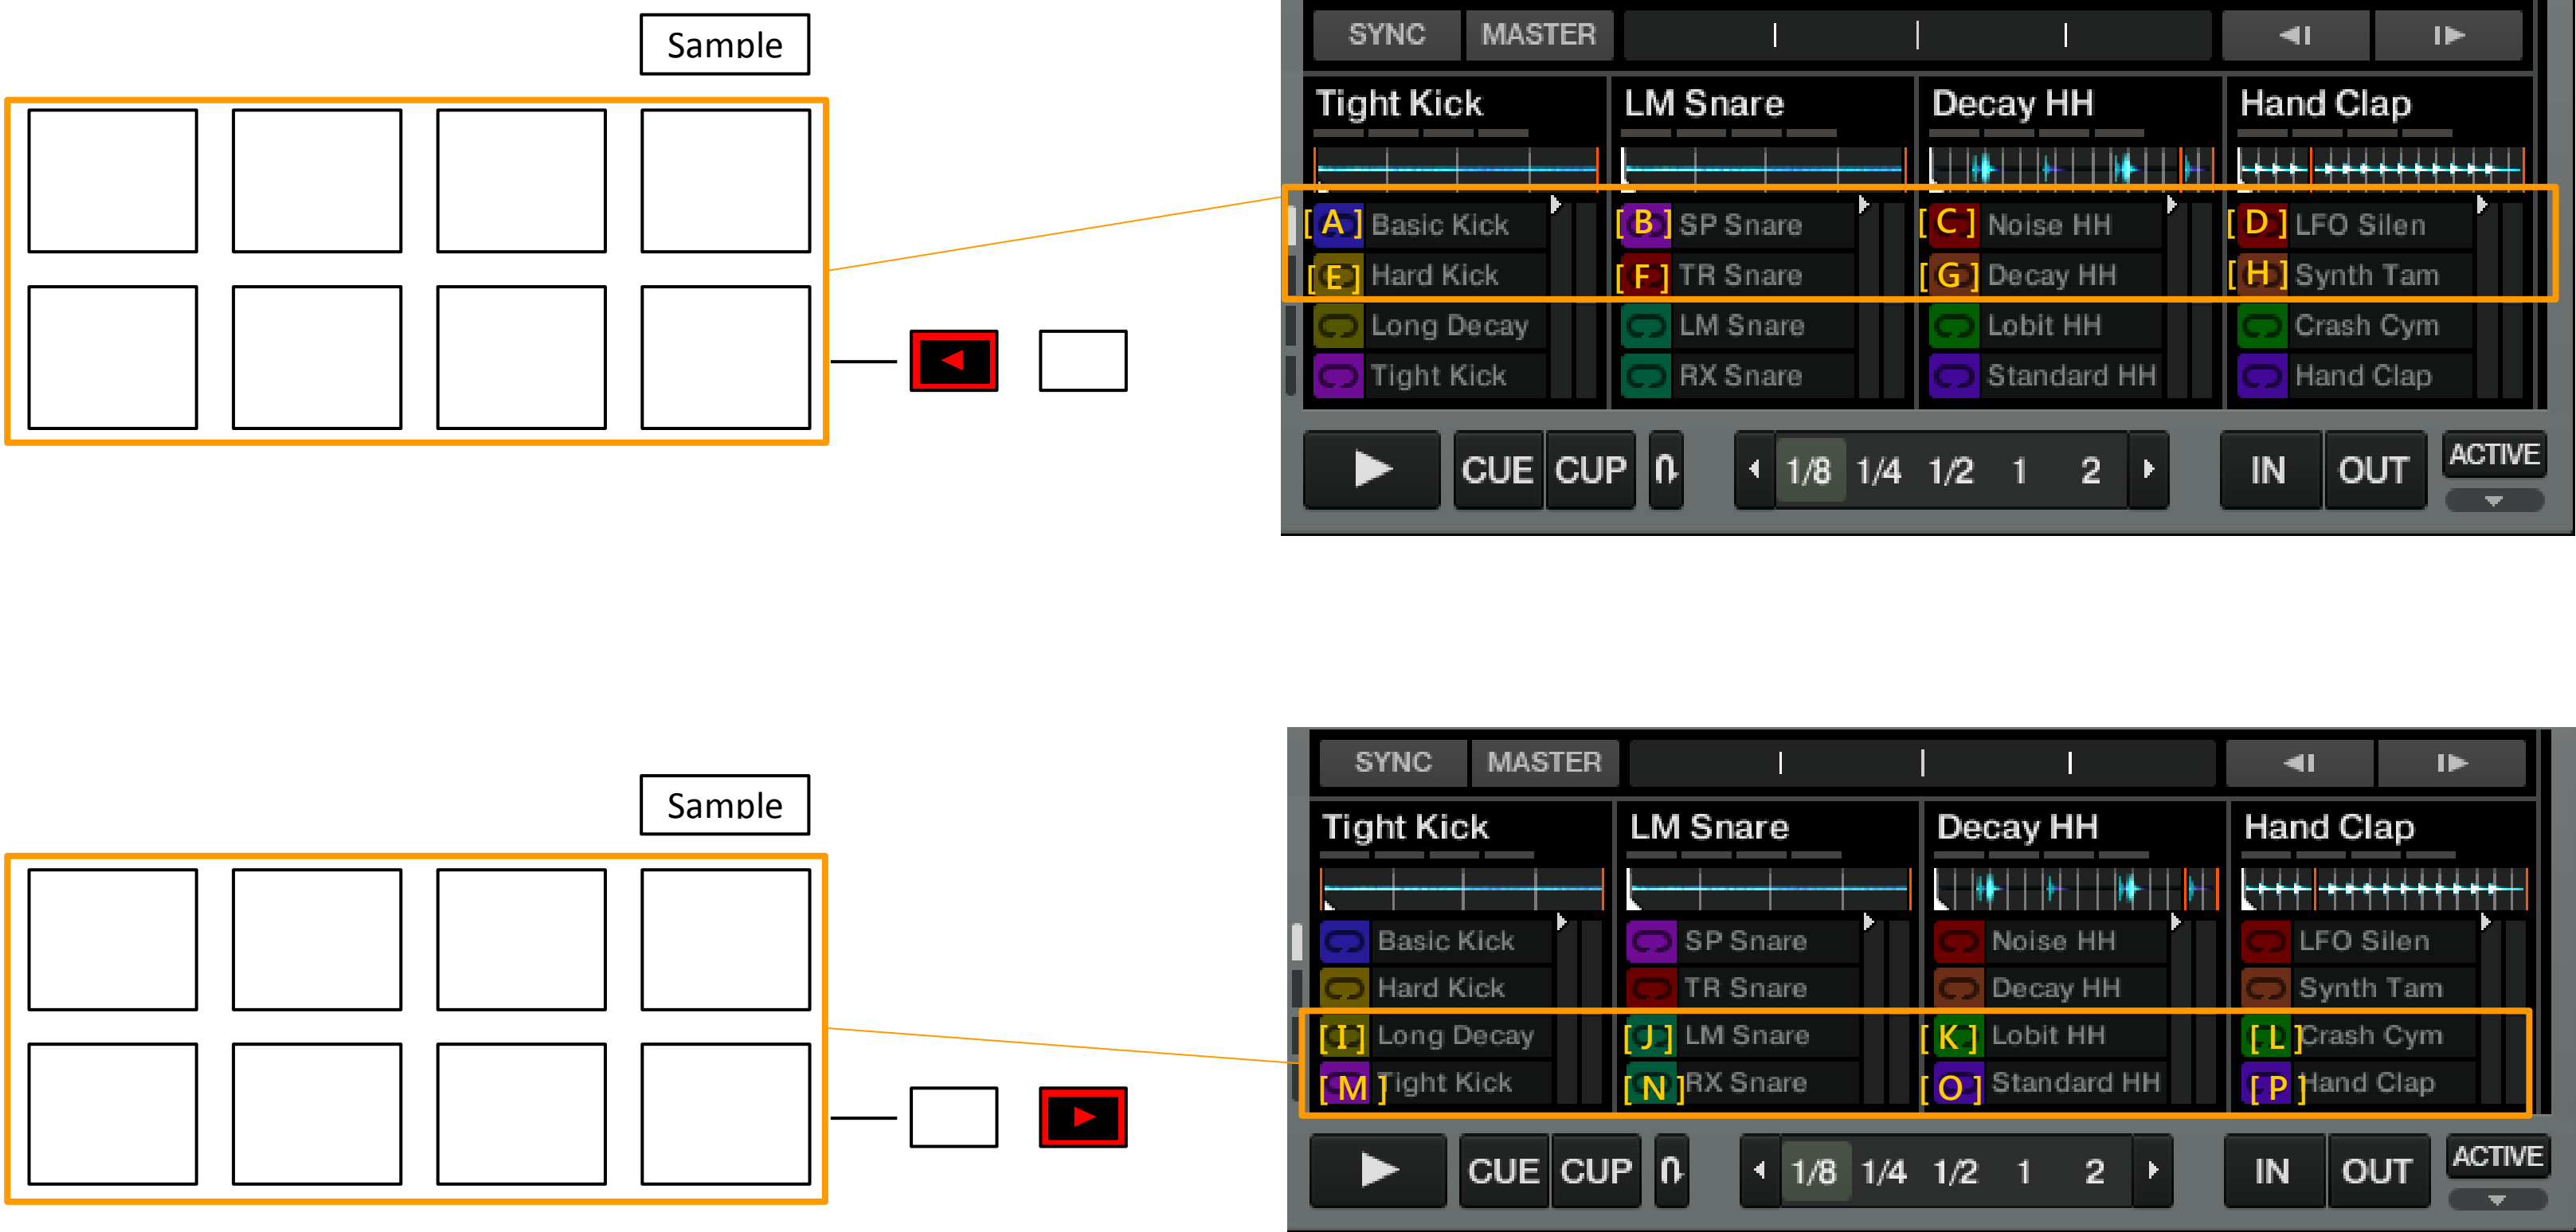 Sample
SYNC MASTER
Tight Kick LM Snare Decay HH Hand Clap
[ A ] Basic Kick [ B ] SP Snare [ C ] Noise HH [ D ] LFO Silen
[ E ] Hard Kick [ F ] TR Snare [ G ] Decay HH [ H ] Synth Tam
Long Decay LM Snare Lobit HH Crash Cym
Tight Kick RX Snare Standard HH Hand Clap
CUE CUP 1/8 1/4 1/2 1 2 IN OUT ACTIVE
Sample
SYNC MASTER
Tight Kick LM Snare Decay HH Hand Clap
Basic Kick SP Snare Noise HH LFO Silen
Hard Kick TR Snare Decay HH Synth Tam
[ I ] Long Decay [ J ] LM Snare [ K ] Lobit HH [ L ] Crash Cym
[ M ] Tight Kick [ N ] RX Snare [ O ] Standard HH [ P ] Hand Clap
CUE CUP 1/8 1/4 1/2 1 2 IN OUT ACTIVE